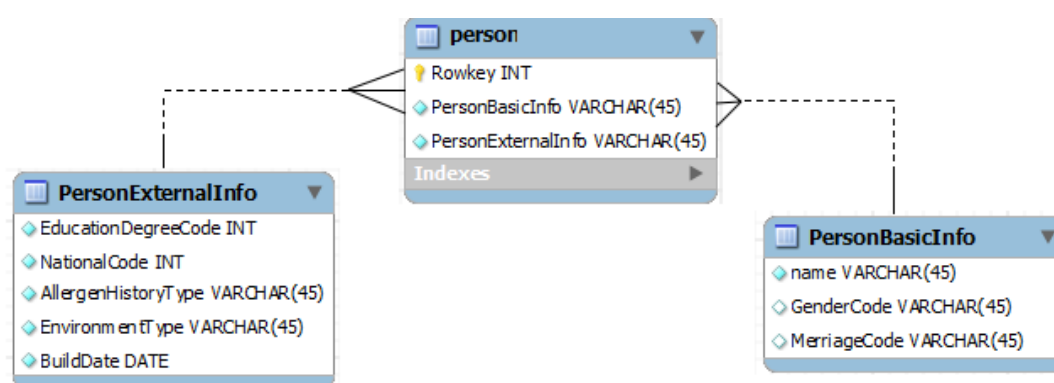 person
Rowkey INT
PersonBasicInfo VARCHAR(45)
PersonExternalInfo VARCHAR(45)
Indexes
PersonExternalInfo
EducationDegreeCode INT
NationalCode INT
AllergenHistoryType VARCHAR(45)
EnvironmentType VARCHAR(45)
BuildDate DATE
PersonBasicInfo
name VARCHAR(45)
GenderCode VARCHAR(45)
MerriageCode VARCHAR(45)